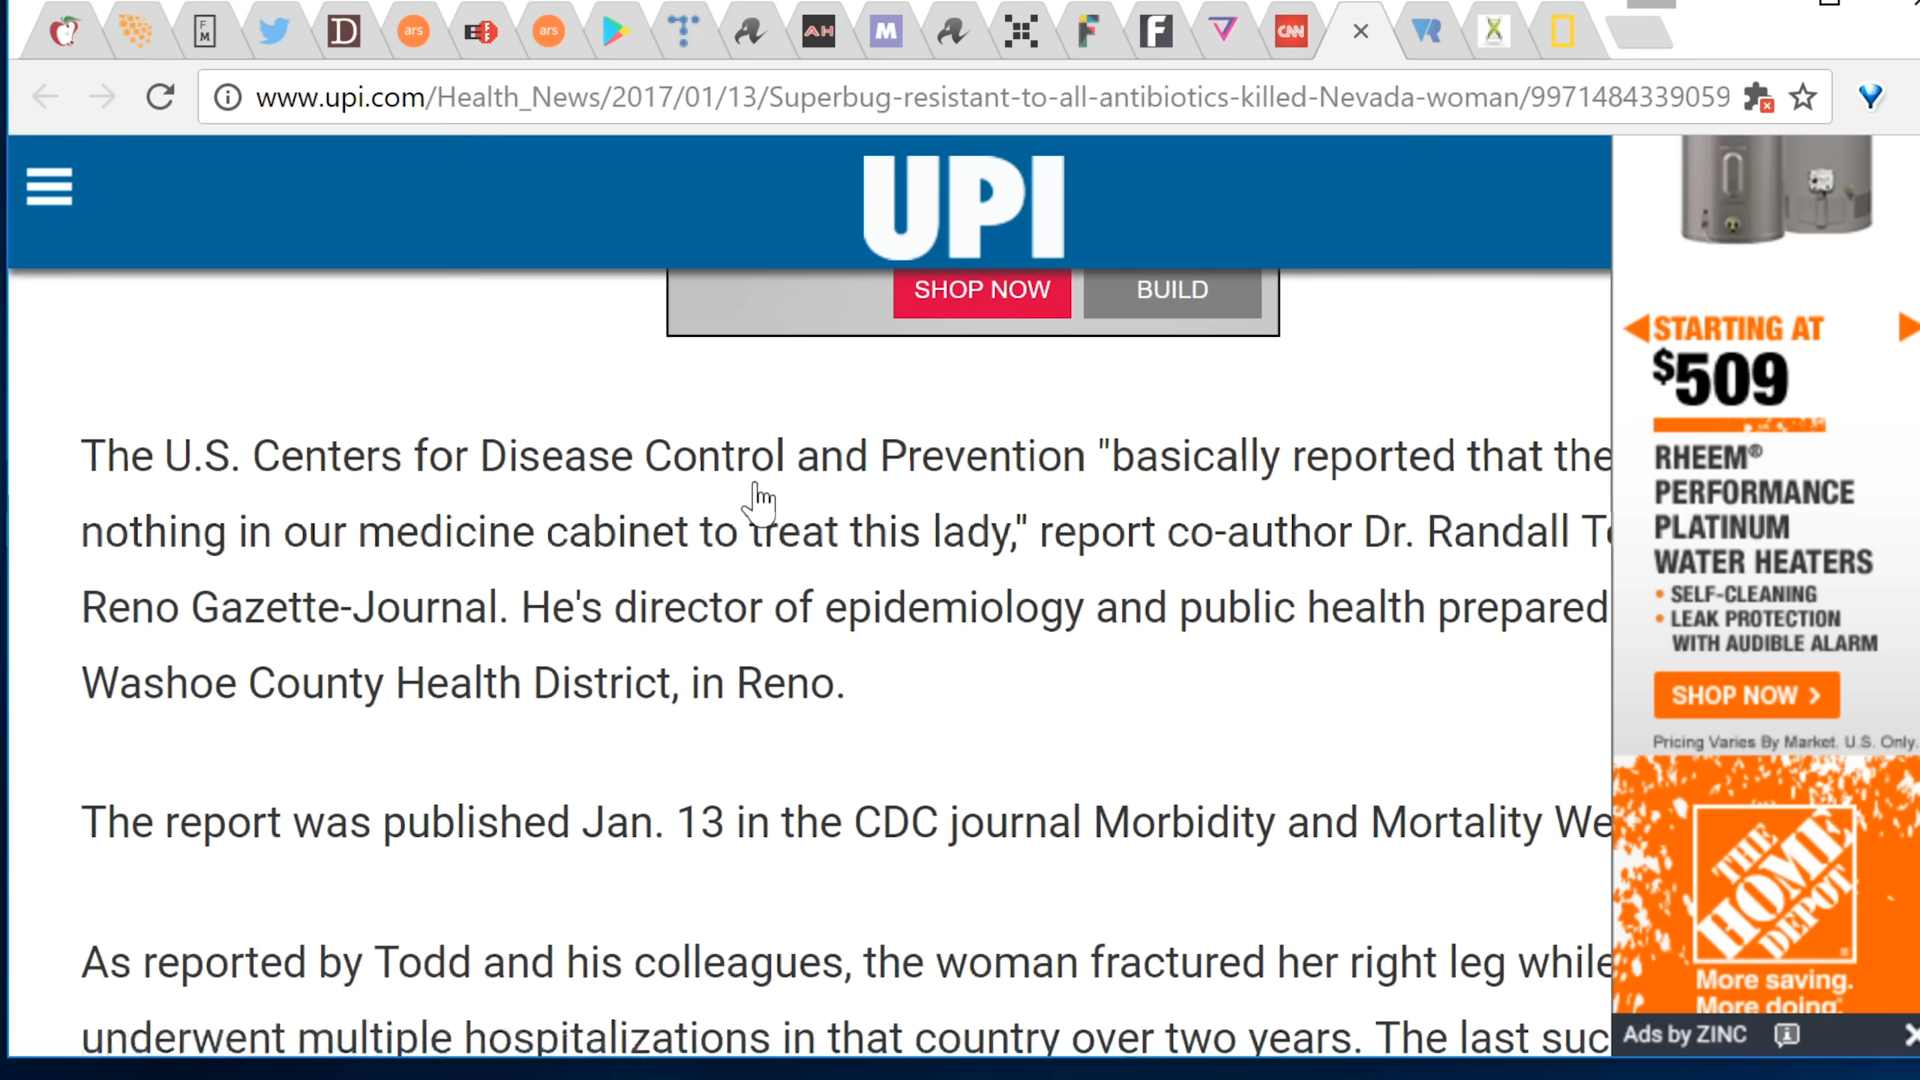 F
M
D
ars
EFF
ars
AH
M
F
F
CNN
VR
www.upi.com/Health_News/2017/01/13/Superbug-resistant-to-all-antibiotics-killed-Nevada-woman/9971484339059
UPI
SHOP NOW
BUILD
The U.S. Centers for Disease Control and Prevention "basically reported that the
nothing in our medicine cabinet to treat this lady," report co-author Dr. Randall
Reno Gazette-Journal. He's director of epidemiology and public health prepared
Washoe County Health District, in Reno.
The report was published Jan. 13 in the CDC journal Morbidity and Mortality We
As reported by Todd and his colleagues, the woman fractured her right leg while
underwent multiple hospitalizations in that country over two years. The last suc
STARTING AT
$509
RHEEM®
PERFORMANCE
PLATINUM
WATER HEATERS
• SELF-CLEANING
• LEAK PROTECTION
WITH AUDIBLE ALARM
SHOP NOW >
Pricing Varies By Market. U.S. Only.
THE
HOME
DEPOT
More saving.
More doing.
Ads by ZINC